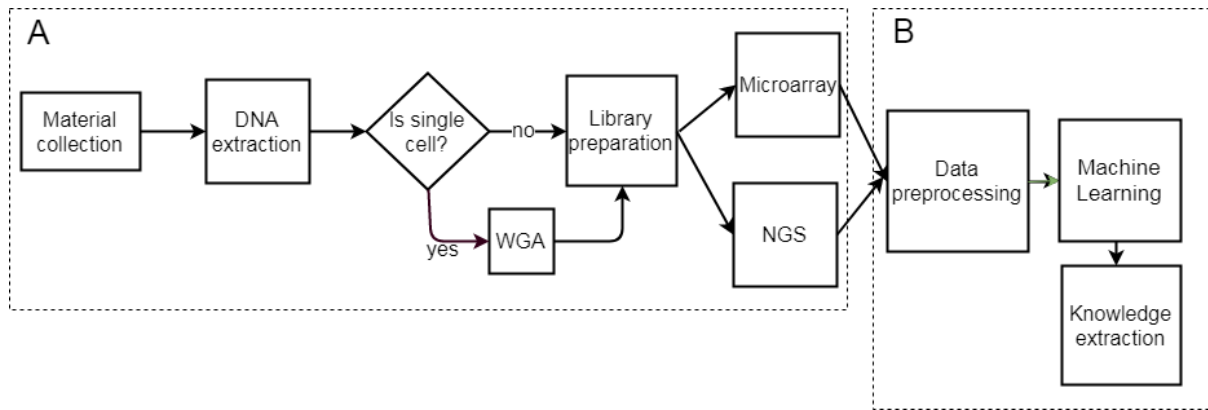 A
Material
collection
DNA
extraction
Is single
cell?
no
yes
WGA
Library
preparation
Microarray
NGS
B
Data
preprocessing
Machine
Learning
Knowledge
extraction